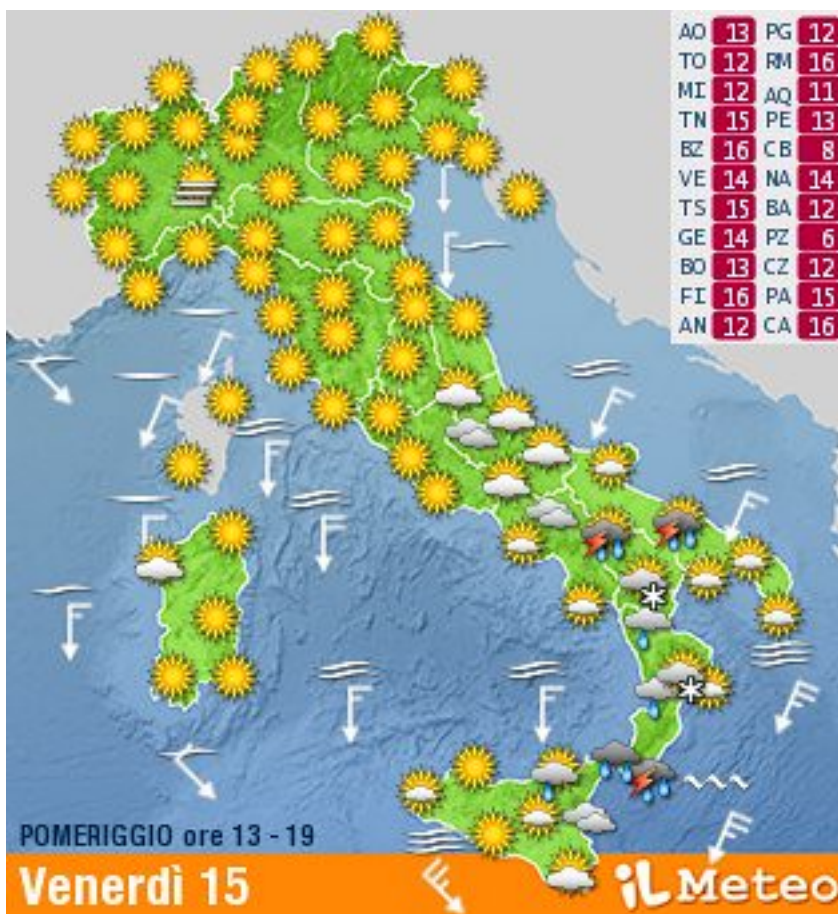 AO 13 PG 12
TO 12 RM 16
MI 12 AQ 11
TN 15 PE 13
BZ 16 CB 8
VE 14 NA 14
TS 15 BA 12
GE 14 PZ 6
BO 13 CZ 12
FI 16 PA 15
AN 12 CA 16
POMERIGGIO ore 13 - 19
Venerdì 15
iL Meteo